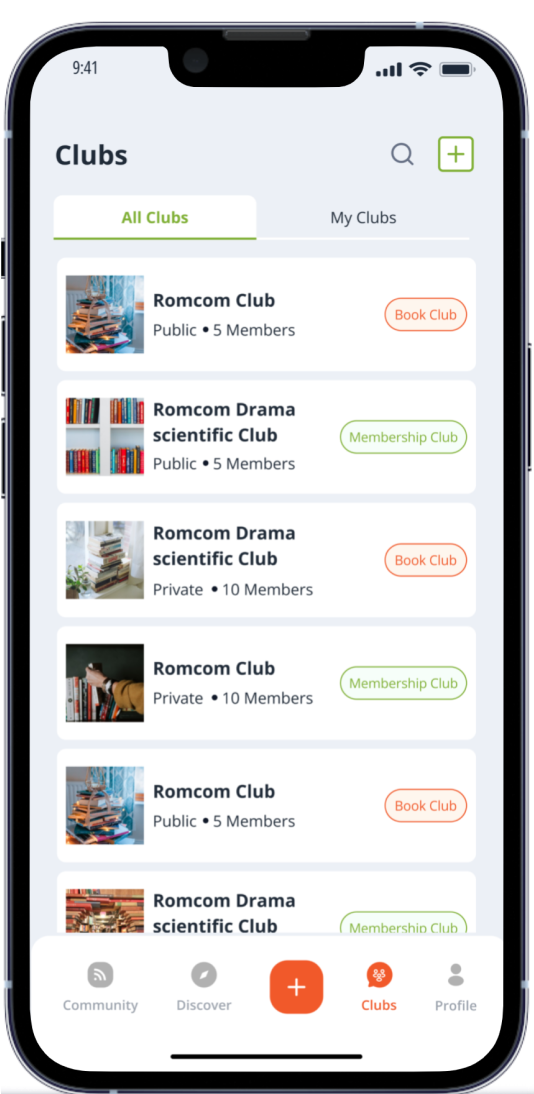 9:41
Clubs
All Clubs
My Clubs
Romcom Club
Public • 5 Members
Book Club
Romcom Drama
scientific Club
Public • 5 Members
Membership Club
Romcom Drama
scientific Club
Private • 10 Members
Book Club
Romcom Club
Private • 10 Members
Membership Club
Romcom Club
Public • 5 Members
Book Club
Romcom Drama
scientific Club
Membership Club
Community
Discover
Clubs
Profile